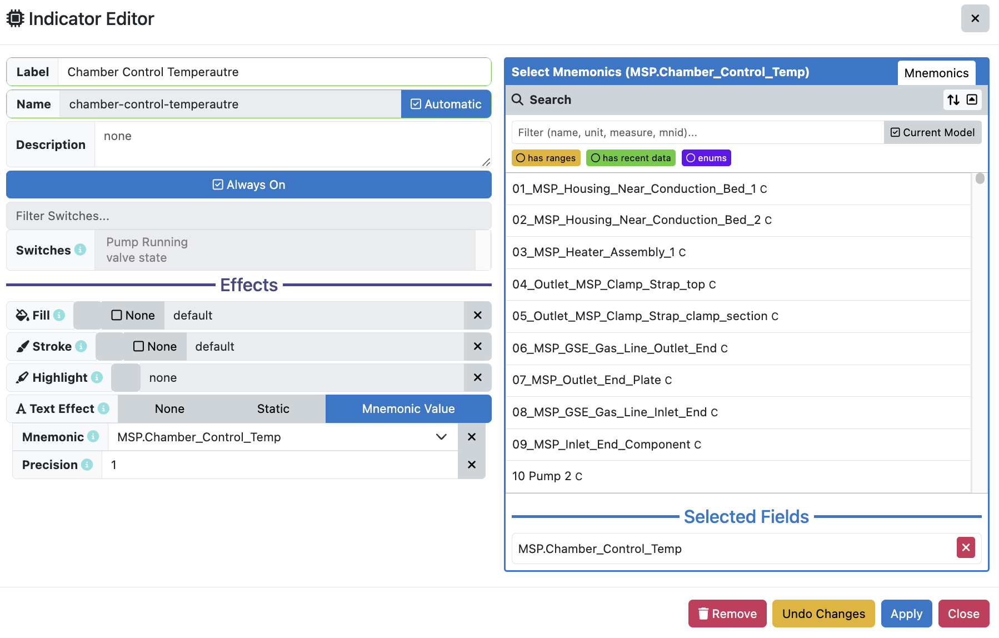 Indicator Editor
Label Chamber Control Temperautre
Name chamber-control-temperautre Automatic
Description none
Always On
Filter Switches...
Switches Pump Running
valve state
Effects
Fill None default
Stroke None default
Highlight none
Text Effect None Static Mnemonic Value
Mnemonic MSP.Chamber_Control_Temp
Precision 1
Select Mnemonics (MSP.Chamber_Control_Temp) Mnemonics
Search
Filter (name, unit, measure, mnid)... Current Model
has ranges has recent data enums
01_MSP_Housing_Near_Conduction_Bed_1 C
02_MSP_Housing_Near_Conduction_Bed_2 C
03_MSP_Heater_Assembly_1 C
04_Outlet_MSP_Clamp_Strap_top C
05_Outlet_MSP_Clamp_Strap_clamp_section C
06_MSP_GSE_Gas_Line_Outlet_End C
07_MSP_Outlet_End_Plate C
08_MSP_GSE_Gas_Line_Inlet_End C
09_MSP_Inlet_End_Component C
10 Pump 2 C
Selected Fields
MSP.Chamber_Control_Temp
Remove Undo Changes Apply Close